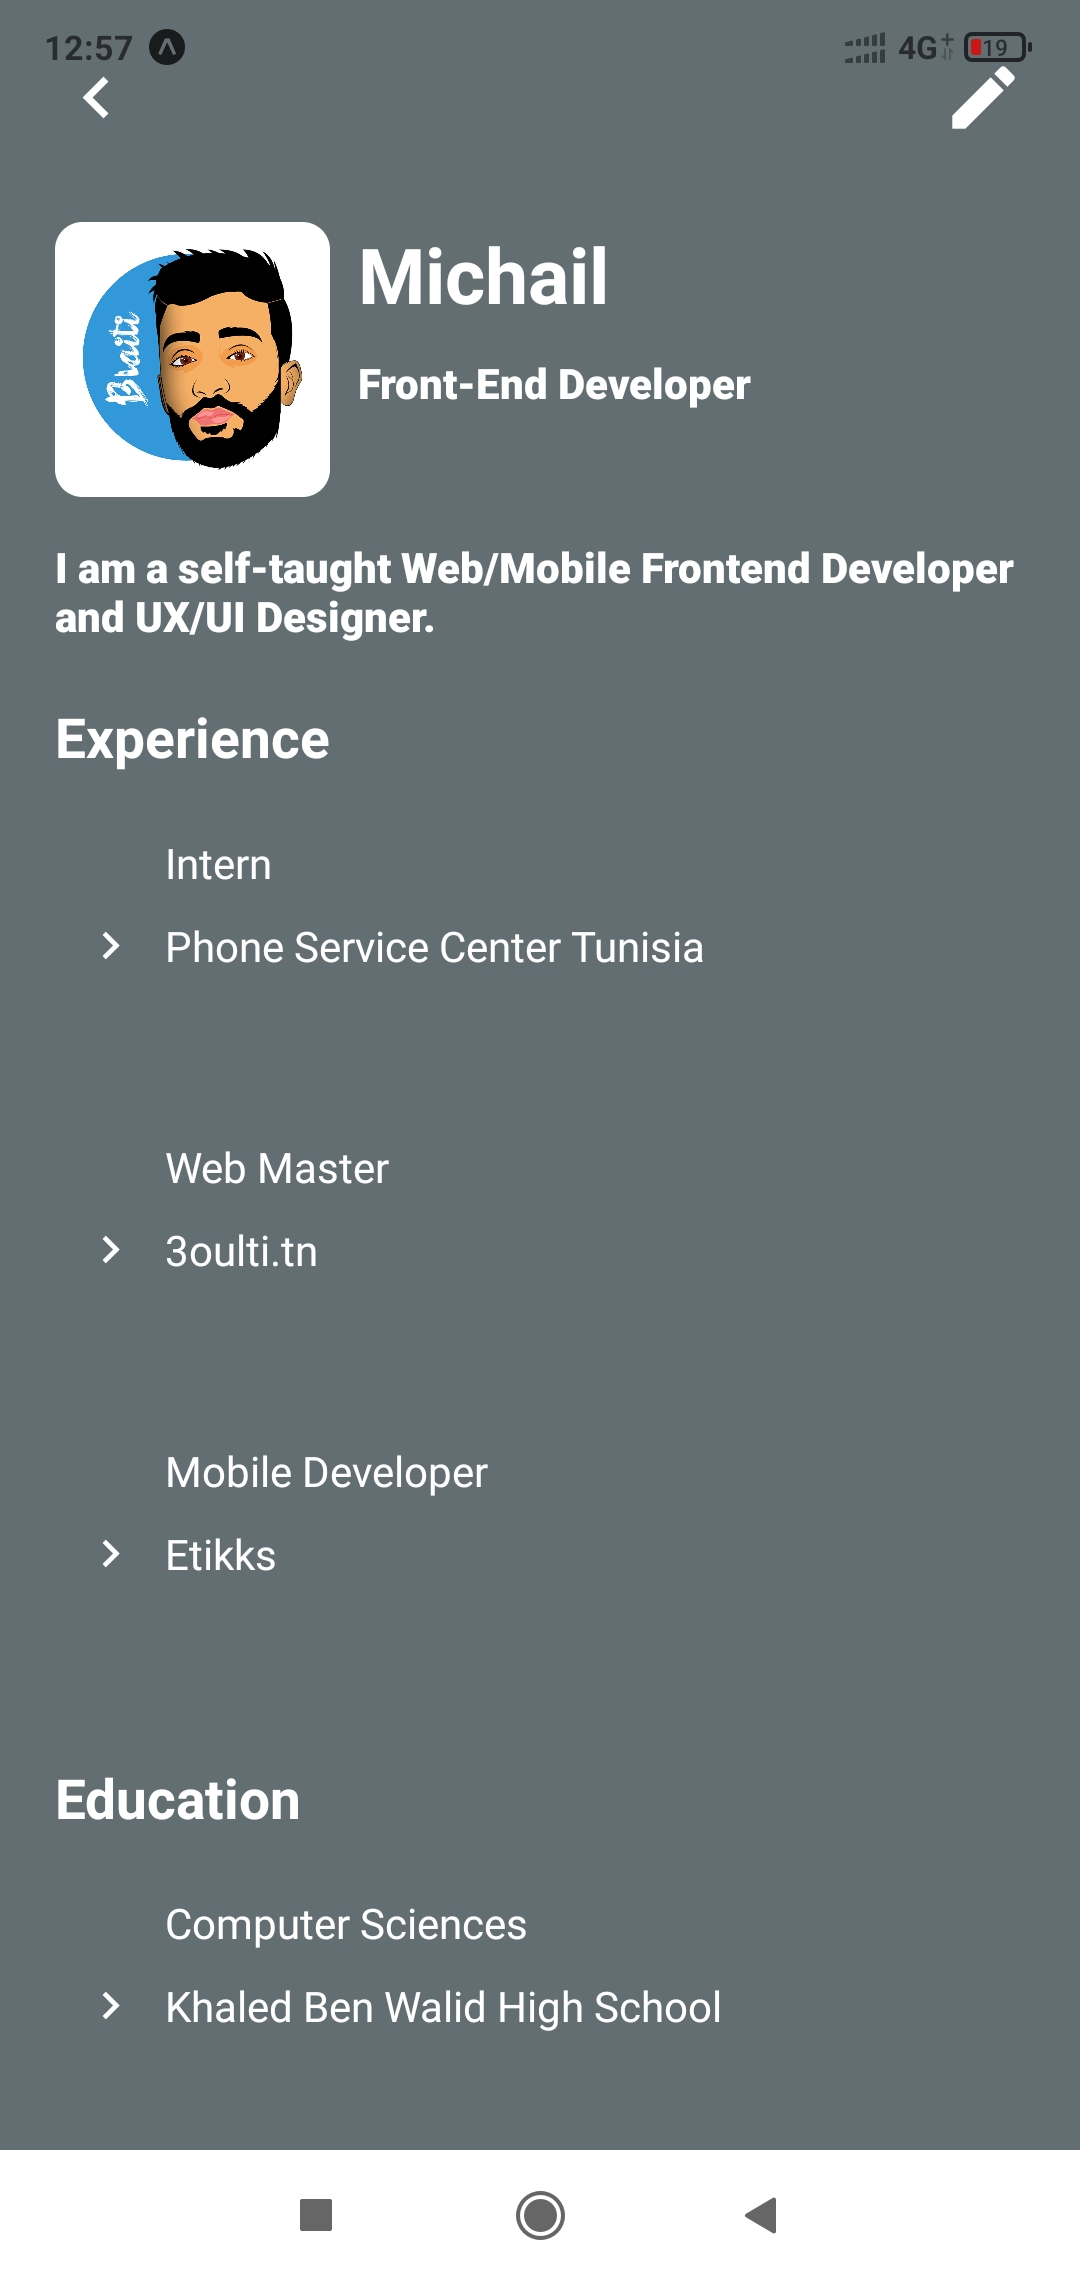 12:57
4G+ 19
Michail
Braiti
Front-End Developer
I am a self-taught Web/Mobile Frontend Developer
and UX/UI Designer.
Experience
Intern
Phone Service Center Tunisia
Web Master
3oulti.tn
Mobile Developer
Etikks
Education
Computer Sciences
Khaled Ben Walid High School